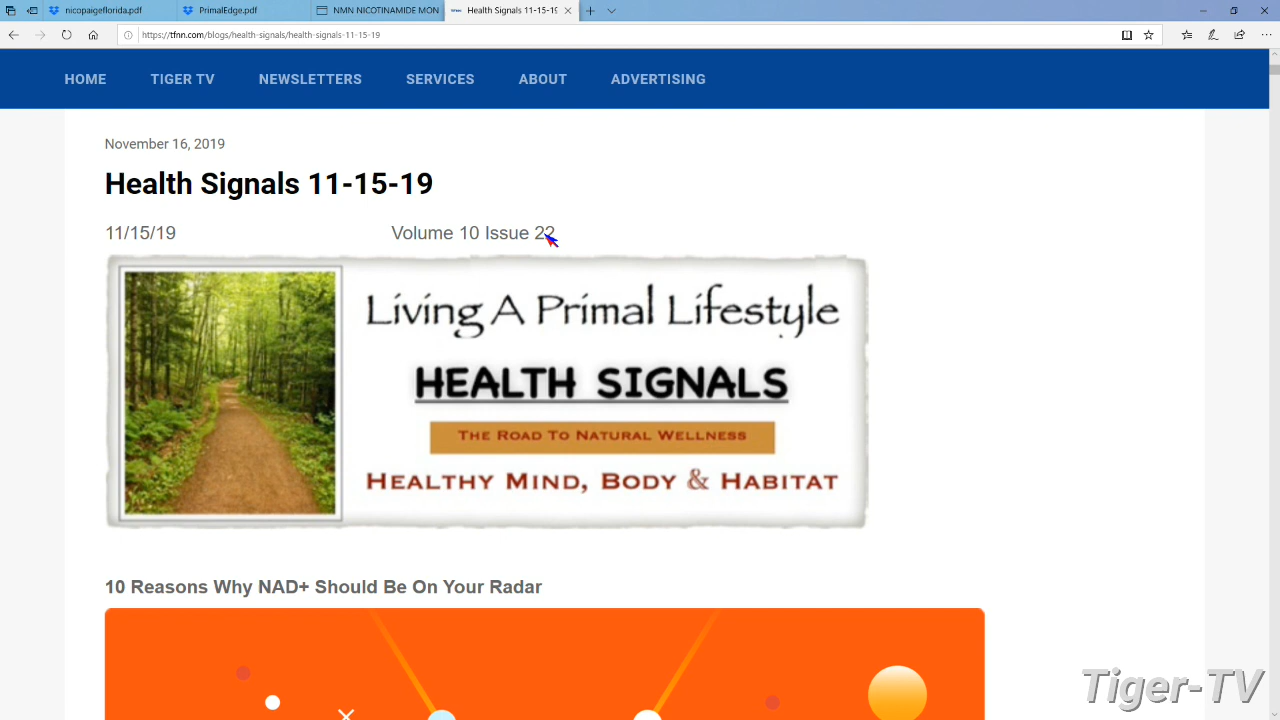 nicopaigeflorida.pdf
PrimalEdge.pdf
NMN NICOTINAMIDE MON
Health Signals 11-15-19
https://tfnn.com/blogs/health-signals/health-signals-11-15-19
HOME TIGER TV NEWSLETTERS SERVICES ABOUT ADVERTISING
November 16, 2019
Health Signals 11-15-19
11/15/19 Volume 10 Issue 22
Living A Primal Lifestyle
HEALTH SIGNALS
The Road To Natural Wellness
Healthy Mind, Body & Habitat
10 Reasons Why NAD+ Should Be On Your Radar
Tiger-TV